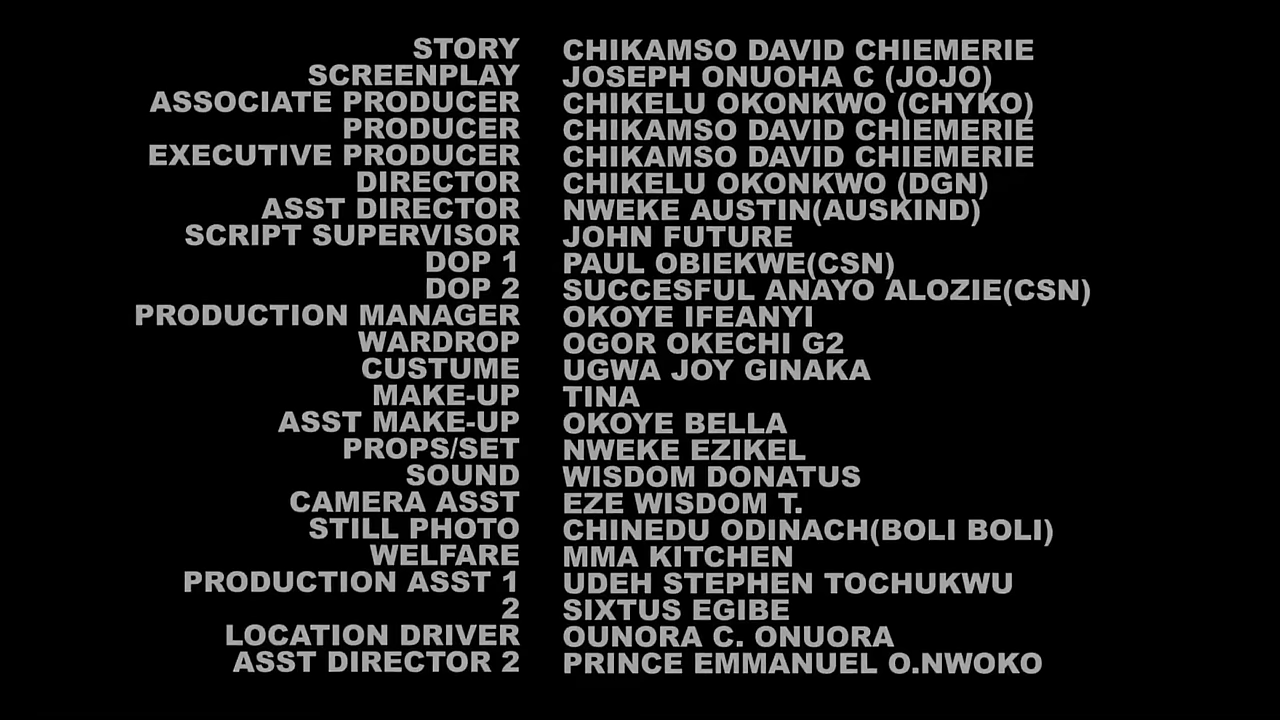 STORY CHIKAMSO DAVID CHIEMERIE
SCREENPLAY JOSEPH ONUOHA C (JOJO)
ASSOCIATE PRODUCER CHIKELU OKONKWO (CHYKO)
PRODUCER CHIKAMSO DAVID CHIEMERIE
EXECUTIVE PRODUCER CHIKAMSO DAVID CHIEMERIE
DIRECTOR CHIKELU OKONKWO (DGN)
ASST DIRECTOR NWEKE AUSTIN(AUSKIND)
SCRIPT SUPERVISOR JOHN FUTURE
DOP 1 PAUL OBIEKWE(CSN)
DOP 2 SUCCESFUL ANAYO ALOZIE(CSN)
PRODUCTION MANAGER OKOYE IFEANYI
WARDROP OGOR OKECHI G2
CUSTUME UGWA JOY GINAKA
MAKE-UP TINA
ASST MAKE-UP OKOYE BELLA
PROPS/SET NWEKE EZIKEL
SOUND WISDOM DONATUS
CAMERA ASST EZE WISDOM T.
STILL PHOTO CHINEDU ODINACH(BOLI BOLI)
WELFARE MMA KITCHEN
PRODUCTION ASST 1 UDEH STEPHEN TOCHUKWU
2 SIXTUS EGIBE
LOCATION DRIVER OUNORA C. ONUORA
ASST DIRECTOR 2 PRINCE EMMANUEL O.NWOKO